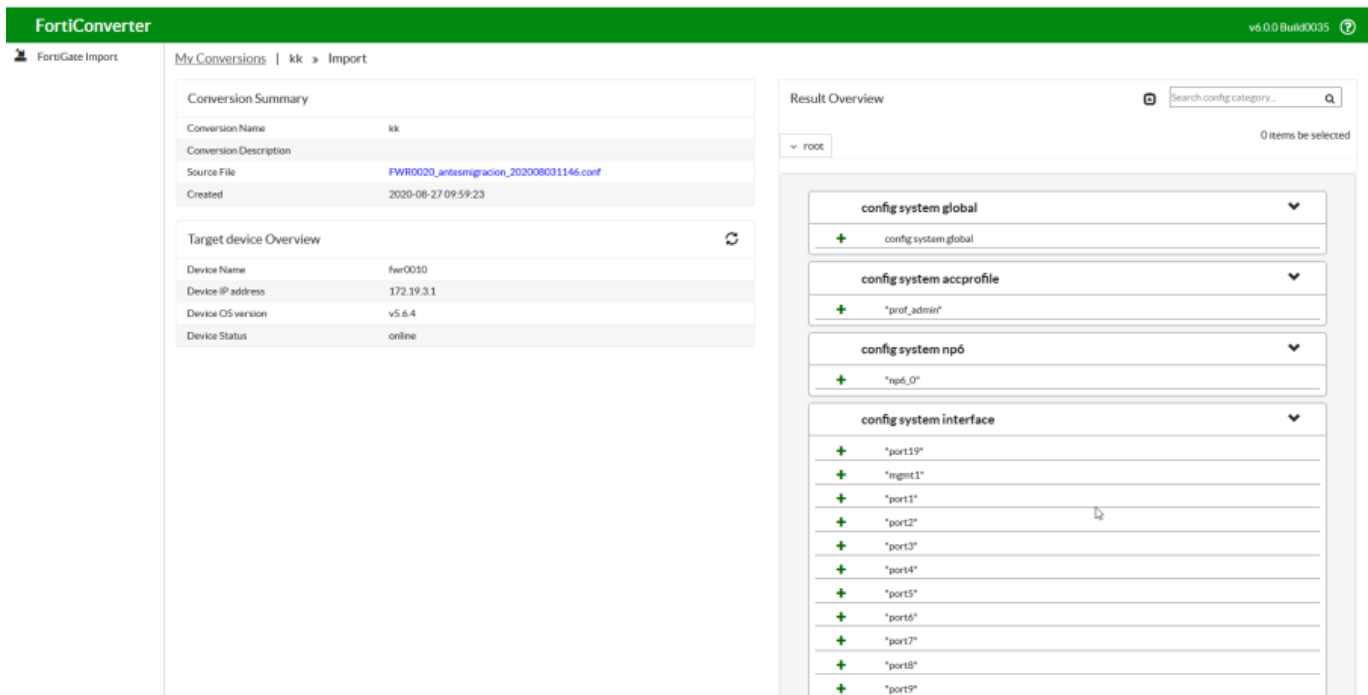 FortiConverter
v6.0.0 Build0035
FortiGate Import
My Conversions | kk » Import
Conversion Summary
Conversion Name kk
Conversion Description
Source File FWR0020_antesmigracion_202008031146.conf
Created 2020-08-27 09:59:23
Target device Overview
Device Name fwr0010
Device IP address 172.19.3.1
Device OS version v5.6.4
Device Status online
Result Overview
Search config category...
0 items be selected
root
config system global
config system global
config system accprofile
"prof_admin"
config system np6
"np6_0"
config system interface
"port19"
"mgmt1"
"port1"
"port2"
"port3"
"port4"
"port5"
"port6"
"port7"
"port8"
"port9"